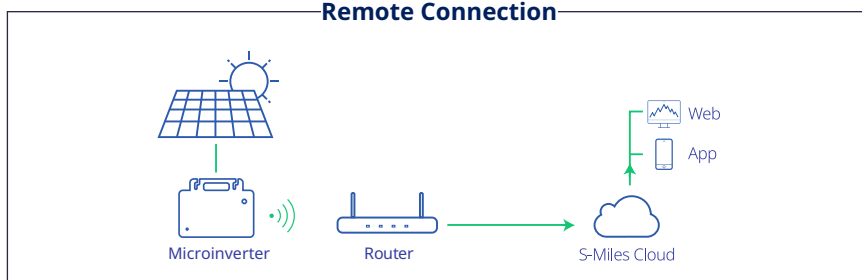 Remote Connection
Web
App
Microinverter
Router
S-Miles Cloud